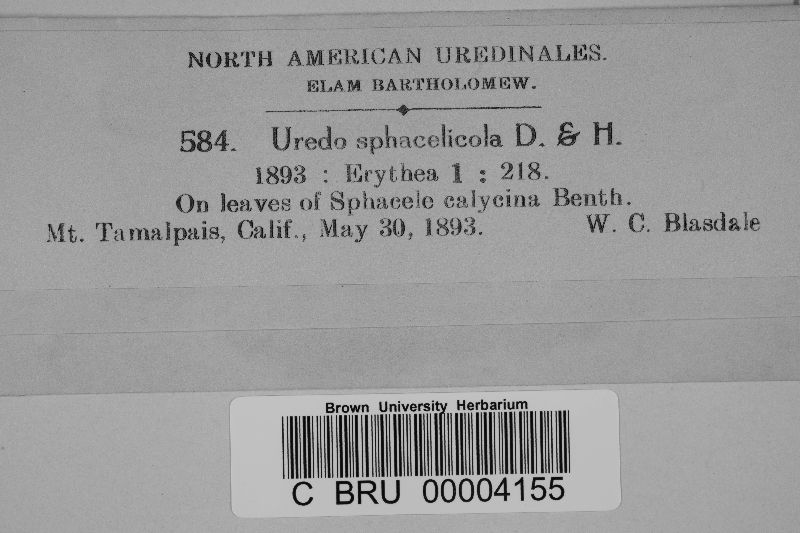 NORTH AMERICAN UREDINALES.
ELAM BARTHOLOMEW.
584. Uredo sphacelicola D. & H.
1893 : Erythea 1 : 218.
On leaves of Sphacele calycina Benth.
Mt. Tamalpais, Calif., May 30, 1893. W. C. Blasdale
Brown University Herbarium
C BRU 00004155